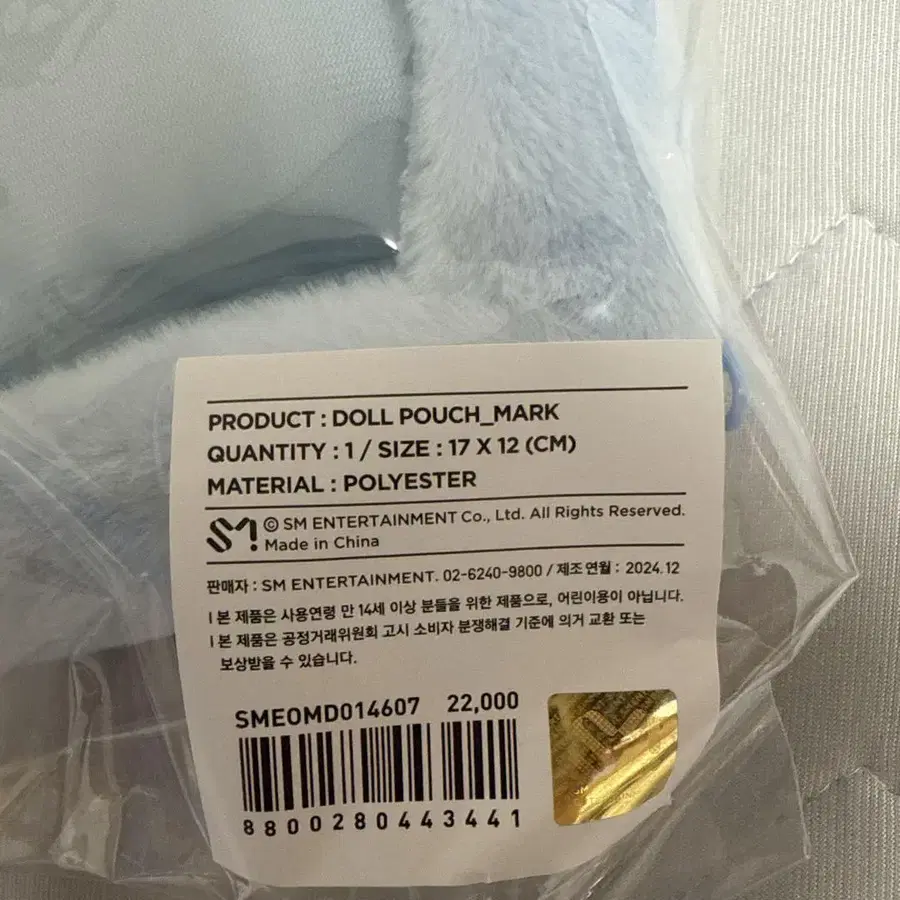 PRODUCT : DOLL POUCH_MARK
QUANTITY : 1 / SIZE : 17 X 12 (CM)
MATERIAL : POLYESTER
SM
© SM ENTERTAINMENT Co., Ltd. All Rights Reserved.
Made in China
판매자 : SM ENTERTAINMENT. 02-6240-9800 / 제조 연월 : 2024.12
| 본 제품은 사용연령 만 14세 이상 분들을 위한 제품으로, 어린이용이 아닙니다.
| 본 제품은 공정거래위원회 고시 소비자 분쟁해결 기준에 의거 교환 또는
보상받을 수 있습니다.
SMEOMD014607 22,000
8800280443441